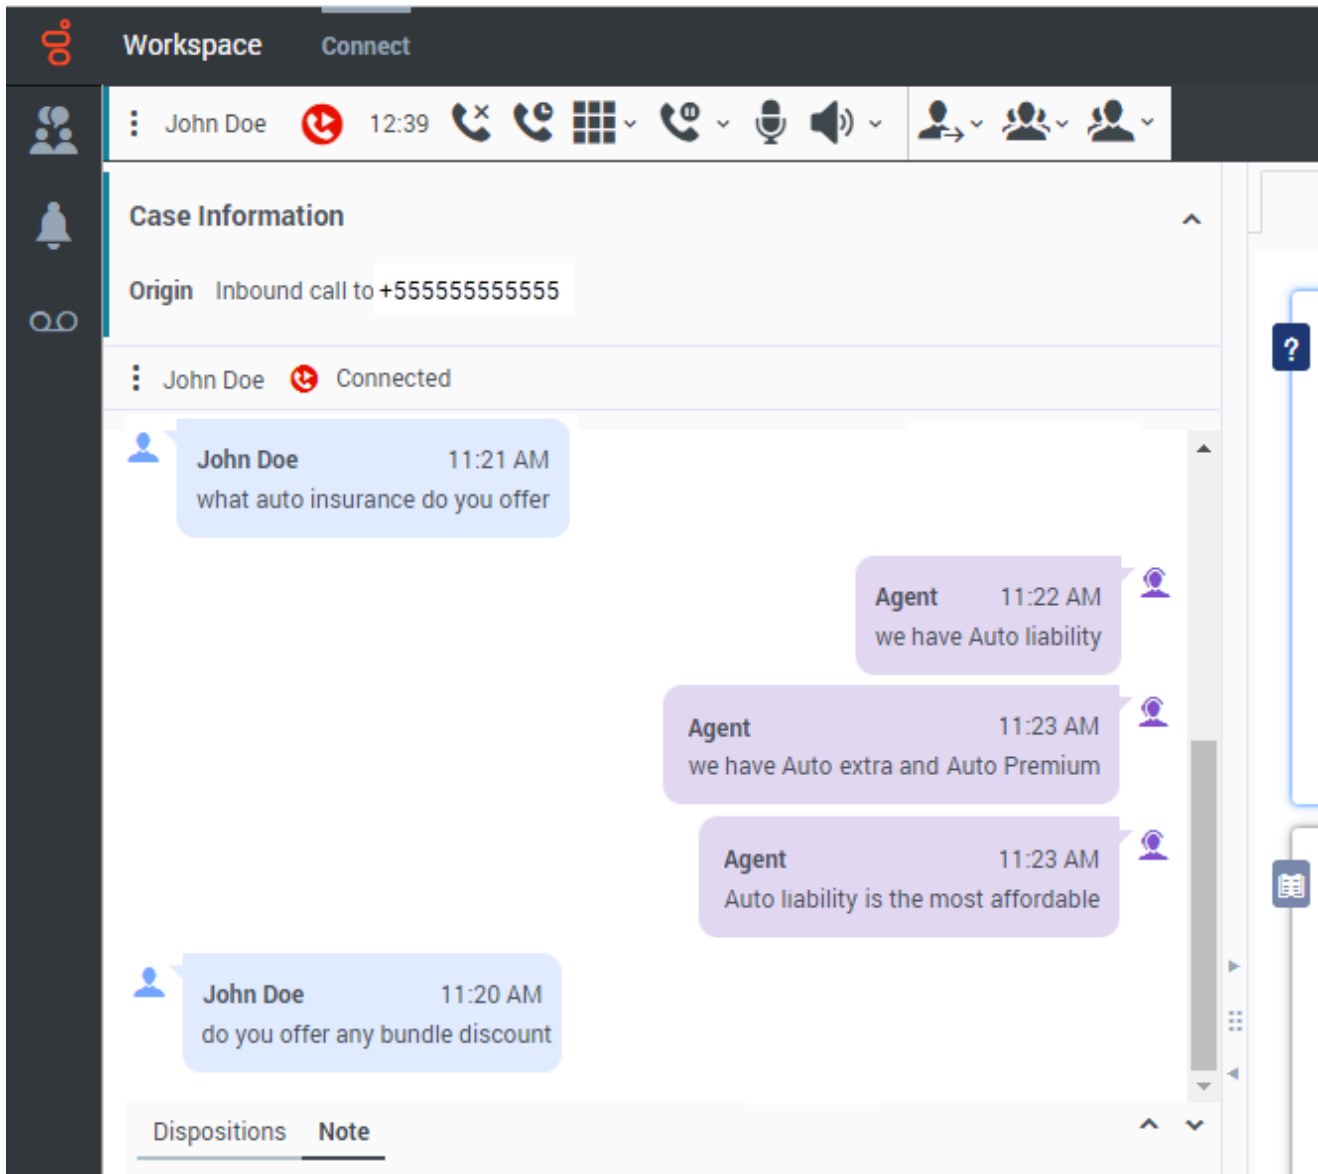 Workspace Connect
John Doe 12:39
Case Information
Origin Inbound call to +555555555555
John Doe Connected
John Doe 11:21 AM
what auto insurance do you offer
Agent 11:22 AM
we have Auto liability
Agent 11:23 AM
we have Auto extra and Auto Premium
Agent 11:23 AM
Auto liability is the most affordable
John Doe 11:20 AM
do you offer any bundle discount
Dispositions Note
?